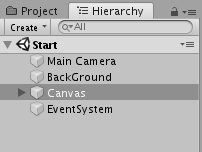 Project Hierarchy
Create All
Start
Main Camera
BackGround
Canvas
EventSystem